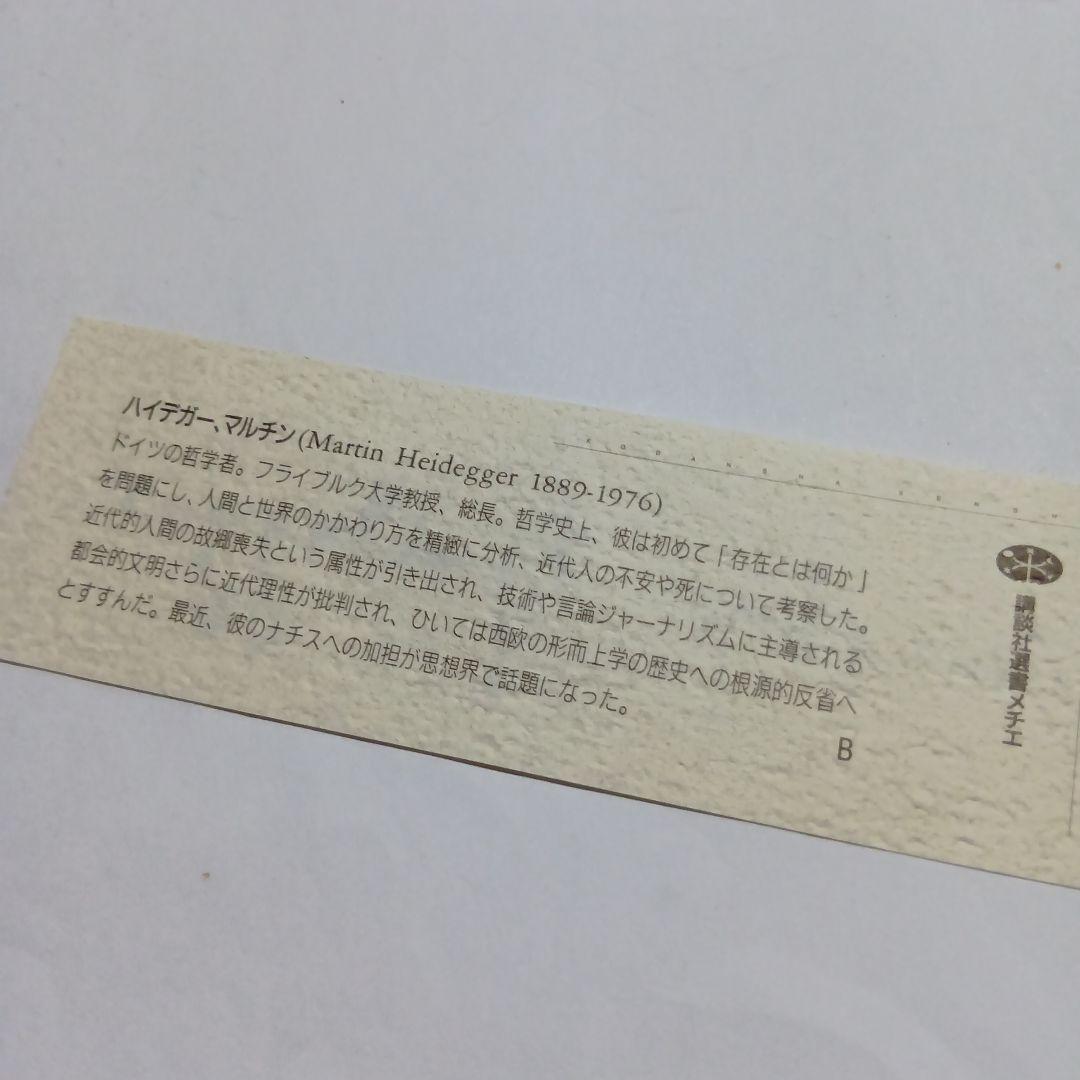 ハイデガー、マルチン(Martin Heidegger 1889-1976)
ドイツの哲学者。フライブルク大学教授、総長。哲学史上、彼は初めて「存在とは何か」
を問題にし、人間と世界のかかわり方を精緻に分析、近代人の不安や死について考察した。
近代的人間の故郷喪失という属性が引き出され、技術や言論ジャーナリズムに主導される
都会的文明さらに近代理性が批判され、ひいては西欧の形而上学の歴史への根源的反省へ
とすすんだ。最近、彼のナチスへの加担が思想界で話題になった。
B
KODANSHA SENSH
講談社選書メチエ